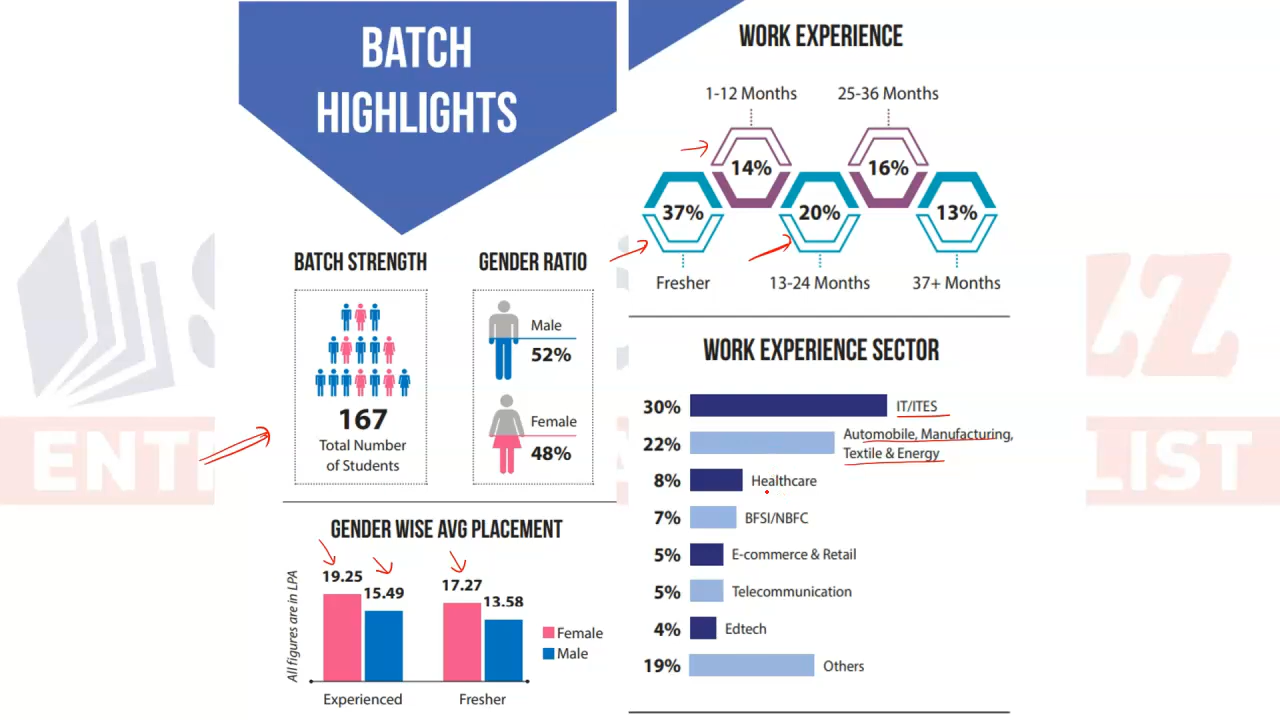 BATCH
HIGHLIGHTS
BATCH STRENGTH
167
Total Number
of Students
GENDER RATIO
Male
52%
Female
48%
GENDER WISE AVG PLACEMENT
All figures are in LPA
19.25
15.49
17.27
13.58
Female
Male
Experienced
Fresher
WORK EXPERIENCE
1-12 Months
25-36 Months
14%
16%
37%
20%
13%
Fresher
13-24 Months
37+ Months
WORK EXPERIENCE SECTOR
30% IT/ITES
22% Automobile, Manufacturing,
Textile & Energy
8% Healthcare
7% BFSI/NBFC
5% E-commerce & Retail
5% Telecommunication
4% Edtech
19% Others
ENT
LIST